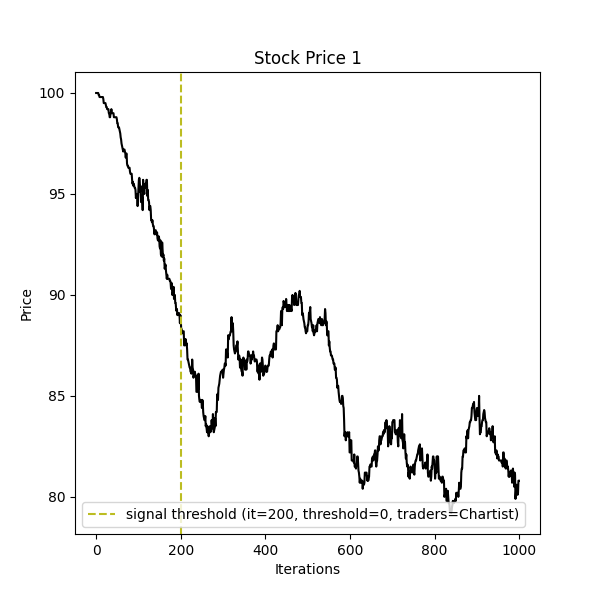 Stock Price 1
100
95
90
85
80
Price
signal threshold (it=200, threshold=0, traders=Chartist)
0 200 400 600 800 1000
Iterations